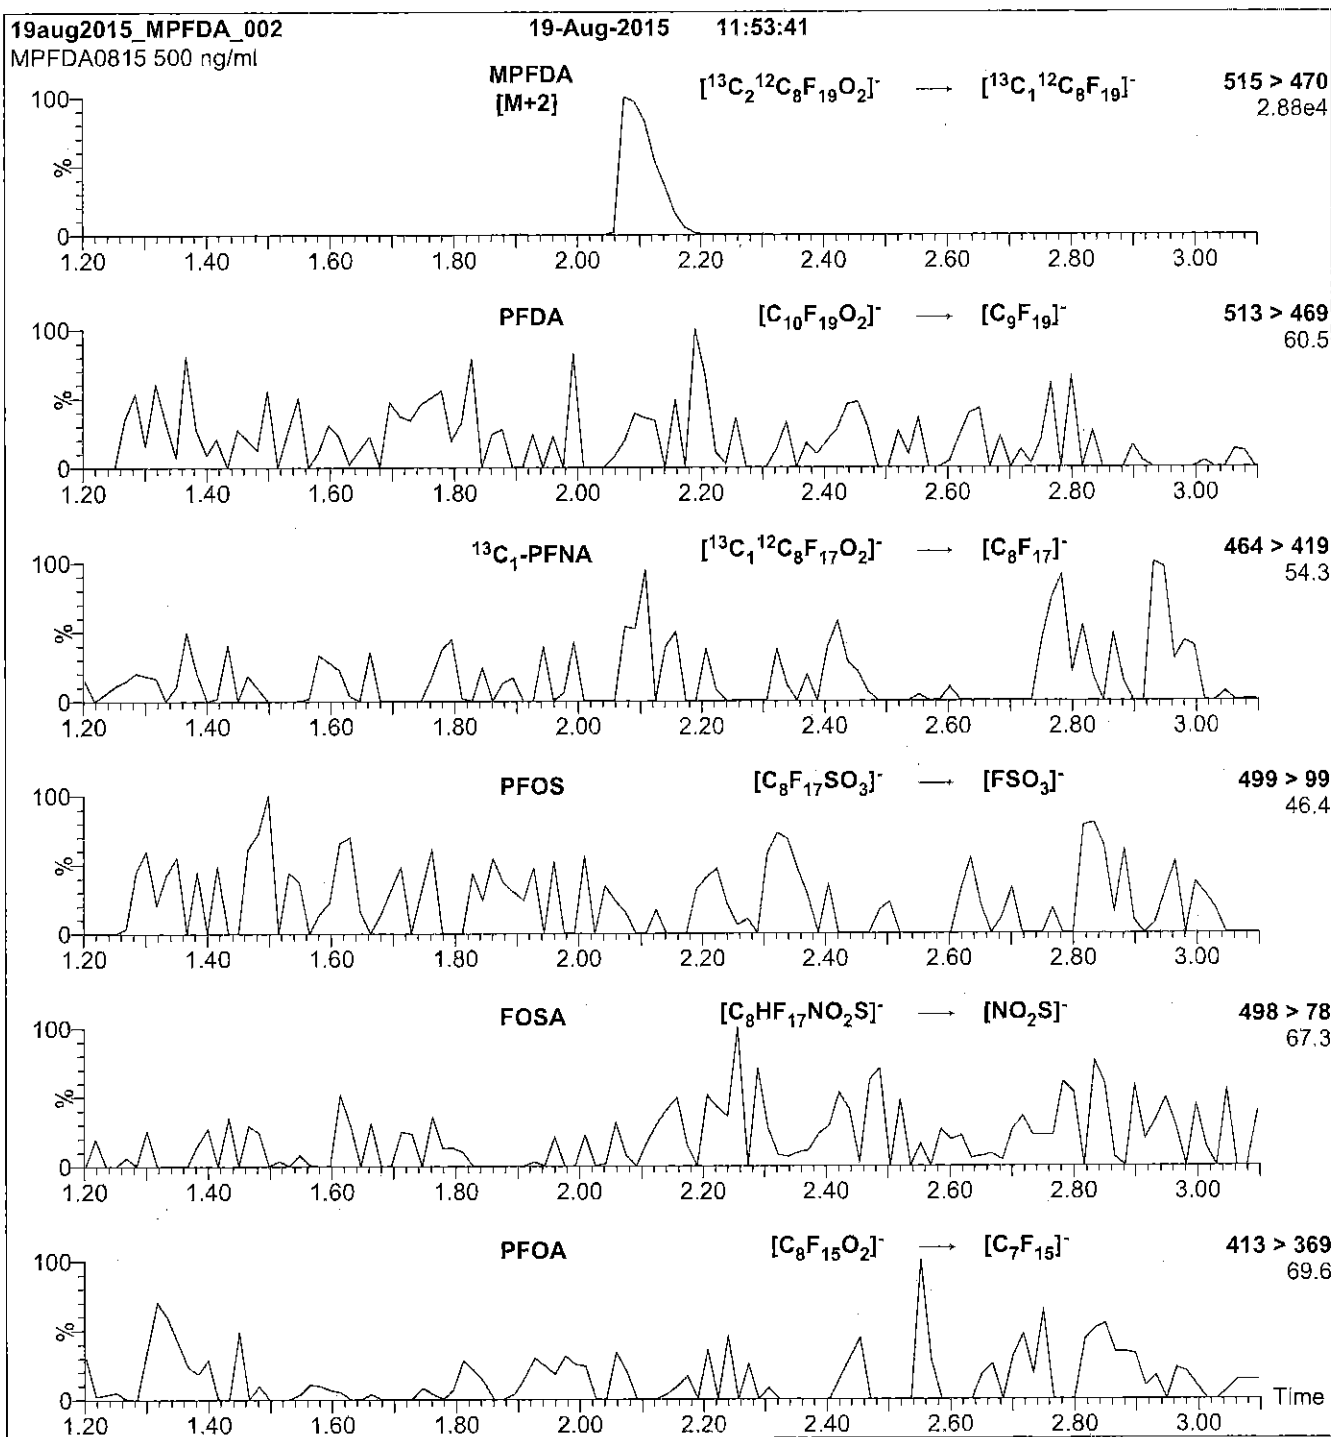 19aug2015_MPFDA_002 19-Aug-2015 11:53:41
MPFDA0815 500 ng/ml
MPFDA [¹³C₂¹²C₈F₁₉O₂]⁻ → [¹³C₁¹²C₈F₁₉]⁻ 515 > 470
[M+2] 2.88e4
100
%
0
1.20 1.40 1.60 1.80 2.00 2.20 2.40 2.60 2.80 3.00
PFDA [C₁₀F₁₉O₂]⁻ → [C₉F₁₉]⁻ 513 > 469
60.5
100
%
0
1.20 1.40 1.60 1.80 2.00 2.20 2.40 2.60 2.80 3.00
¹³C₁-PFNA [¹³C₁¹²C₈F₁₇O₂]⁻ → [C₈F₁₇]⁻ 464 > 419
54.3
100
%
0
1.20 1.40 1.60 1.80 2.00 2.20 2.40 2.60 2.80 3.00
PFOS [C₈F₁₇SO₃]⁻ → [FSO₃]⁻ 499 > 99
46.4
100
%
0
1.20 1.40 1.60 1.80 2.00 2.20 2.40 2.60 2.80 3.00
FOSA [C₈HF₁₇NO₂S]⁻ → [NO₂S]⁻ 498 > 78
67.3
100
%
0
1.20 1.40 1.60 1.80 2.00 2.20 2.40 2.60 2.80 3.00
PFOA [C₈F₁₅O₂]⁻ → [C₇F₁₅]⁻ 413 > 369
69.6
100
%
0 Time
1.20 1.40 1.60 1.80 2.00 2.20 2.40 2.60 2.80 3.00